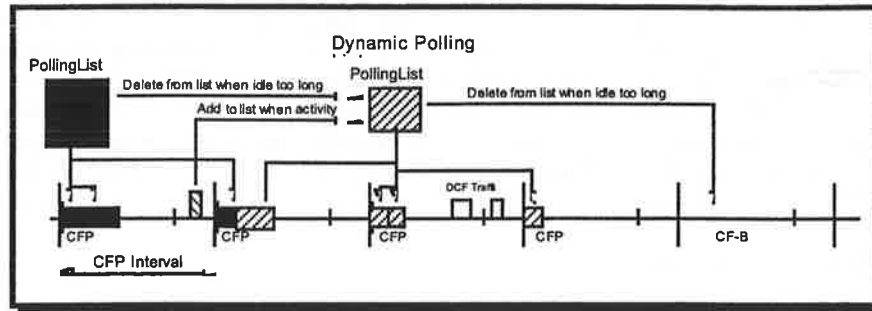 Dynamic Polling
PollingList
PollingList
Delete from list when idle too long
Delete from list when idle too long
Add to list when activity
DCF Traffi
CFP
CFP
CFP
CFP
CF-B
CFP Interval